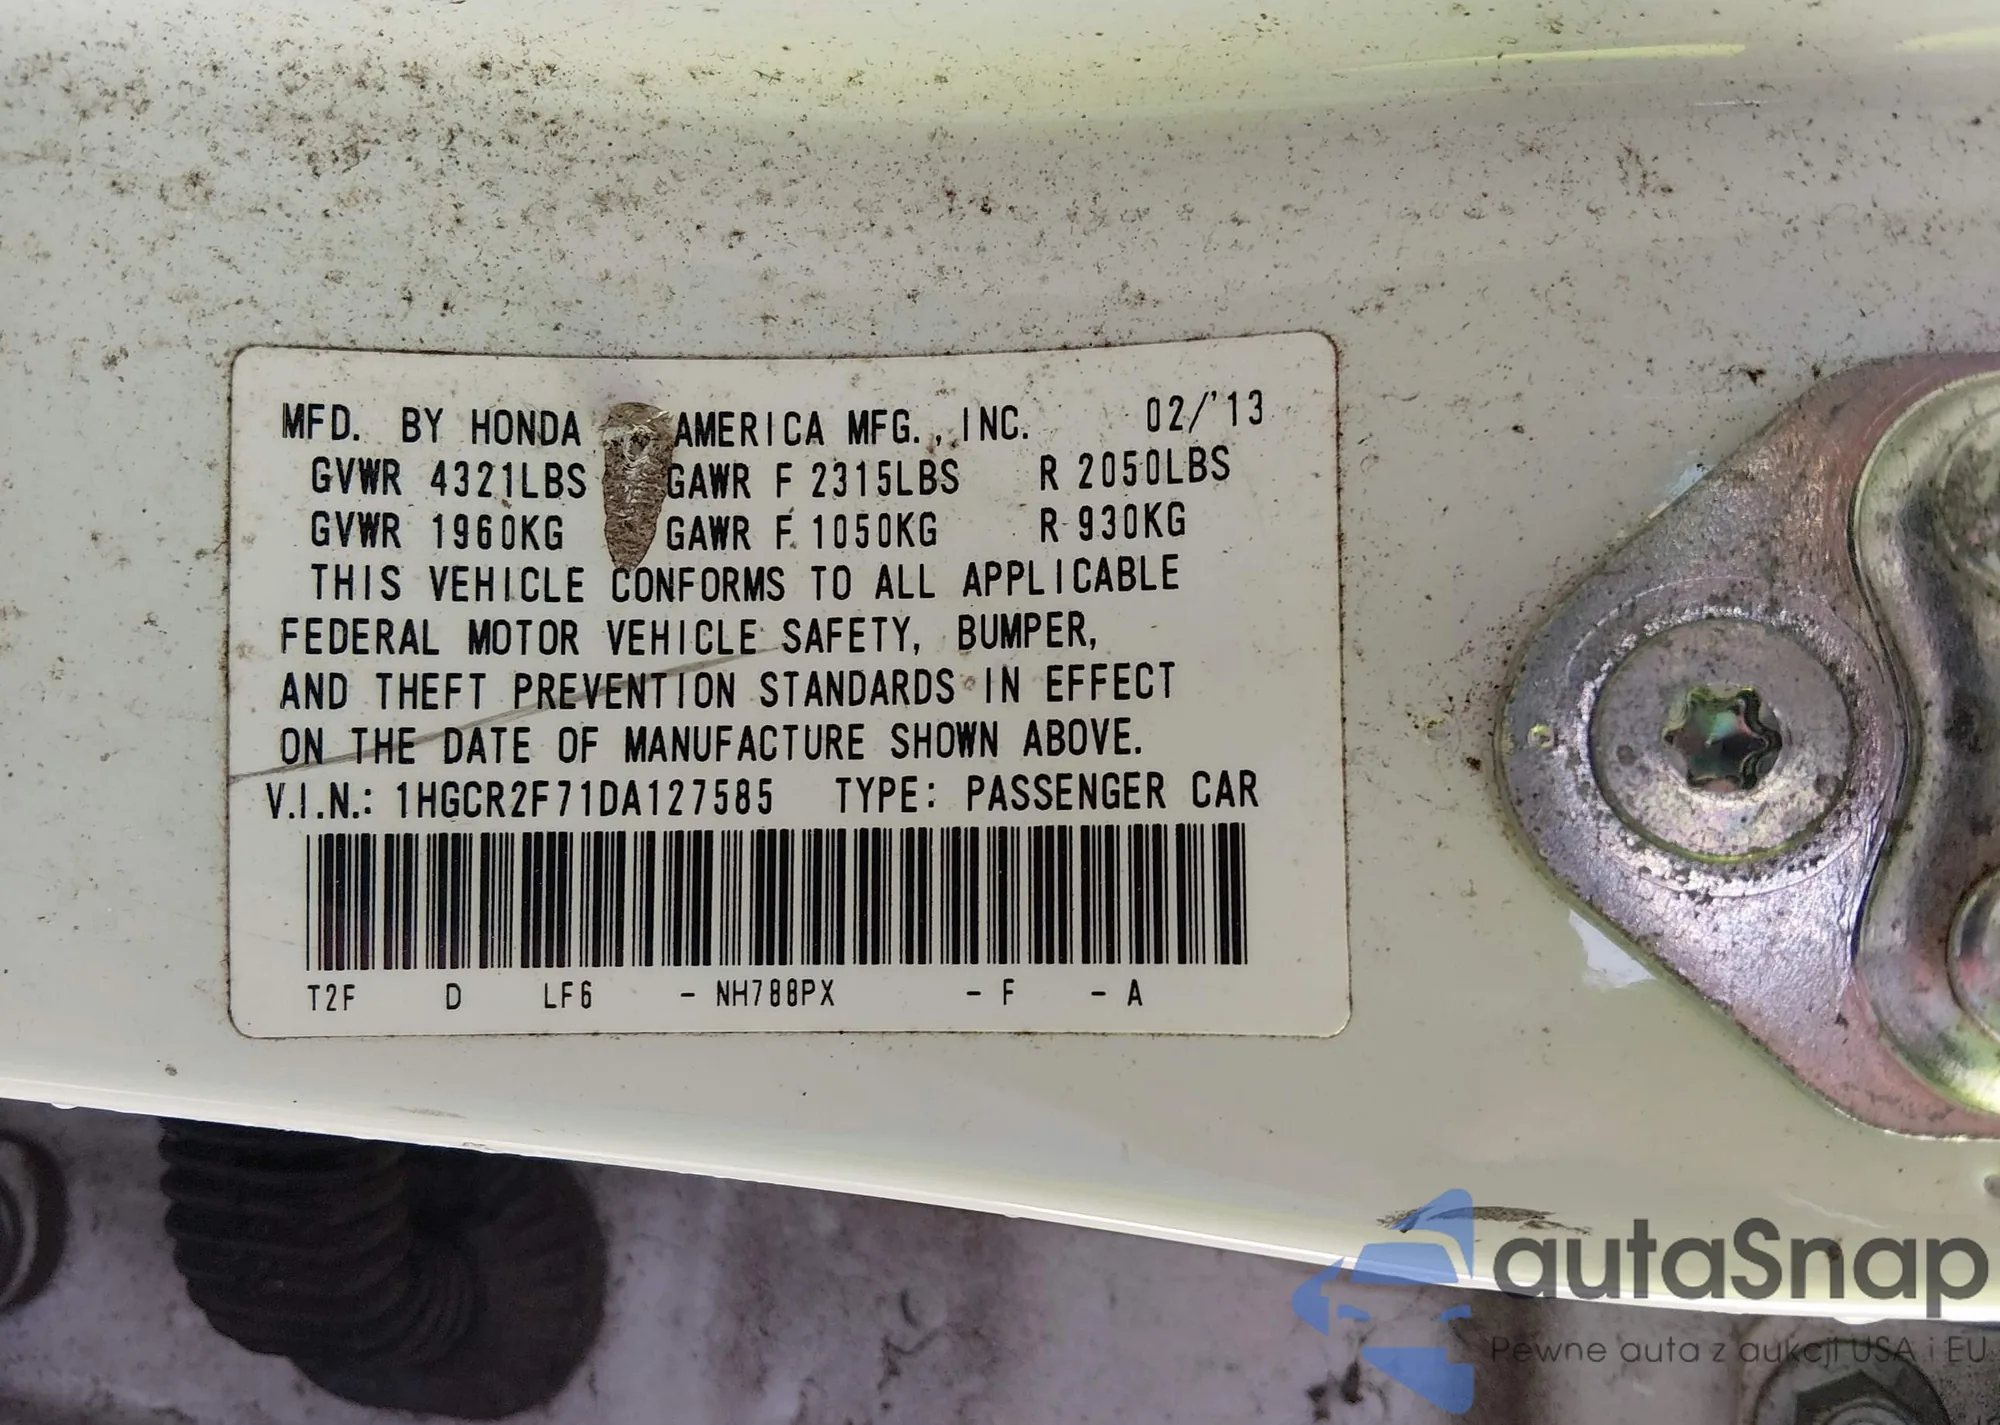 MFD. BY HONDA AMERICA MFG., INC. 02/'13
GVWR 4321LBS GAWR F 2315LBS R 2050LBS
GVWR 1960KG GAWR F 1050KG R 930KG
THIS VEHICLE CONFORMS TO ALL APPLICABLE
FEDERAL MOTOR VEHICLE SAFETY, BUMPER,
AND THEFT PREVENTION STANDARDS IN EFFECT
ON THE DATE OF MANUFACTURE SHOWN ABOVE.
V.I.N.: 1HGCR2F71DA127585 TYPE: PASSENGER CAR
T2F D LF6 - NH788PX - F - A
autaSnap
Pewne auta z aukcji USA i EU